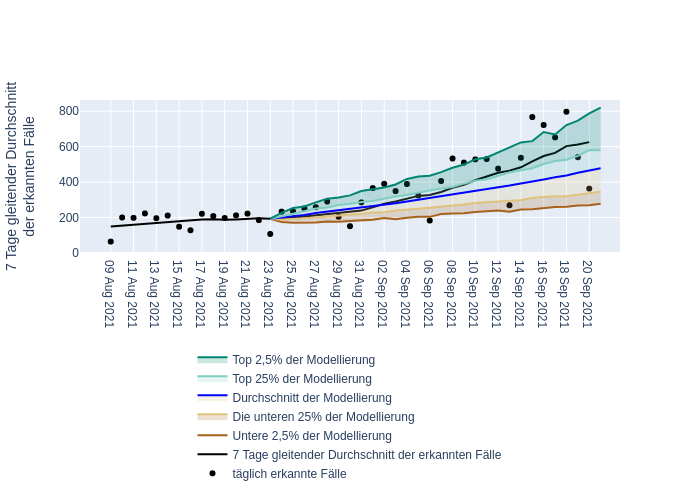 7 Tage gleitender Durchschnitt
der erkannten Fälle
800
600
400
200
0
09 Aug 2021
11 Aug 2021
13 Aug 2021
15 Aug 2021
17 Aug 2021
19 Aug 2021
21 Aug 2021
23 Aug 2021
25 Aug 2021
27 Aug 2021
29 Aug 2021
31 Aug 2021
02 Sep 2021
04 Sep 2021
06 Sep 2021
08 Sep 2021
10 Sep 2021
12 Sep 2021
14 Sep 2021
16 Sep 2021
18 Sep 2021
20 Sep 2021
Top 2,5% der Modellierung
Top 25% der Modellierung
Durchschnitt der Modellierung
Die unteren 25% der Modellierung
Untere 2,5% der Modellierung
7 Tage gleitender Durchschnitt der erkannten Fälle
täglich erkannte Fälle